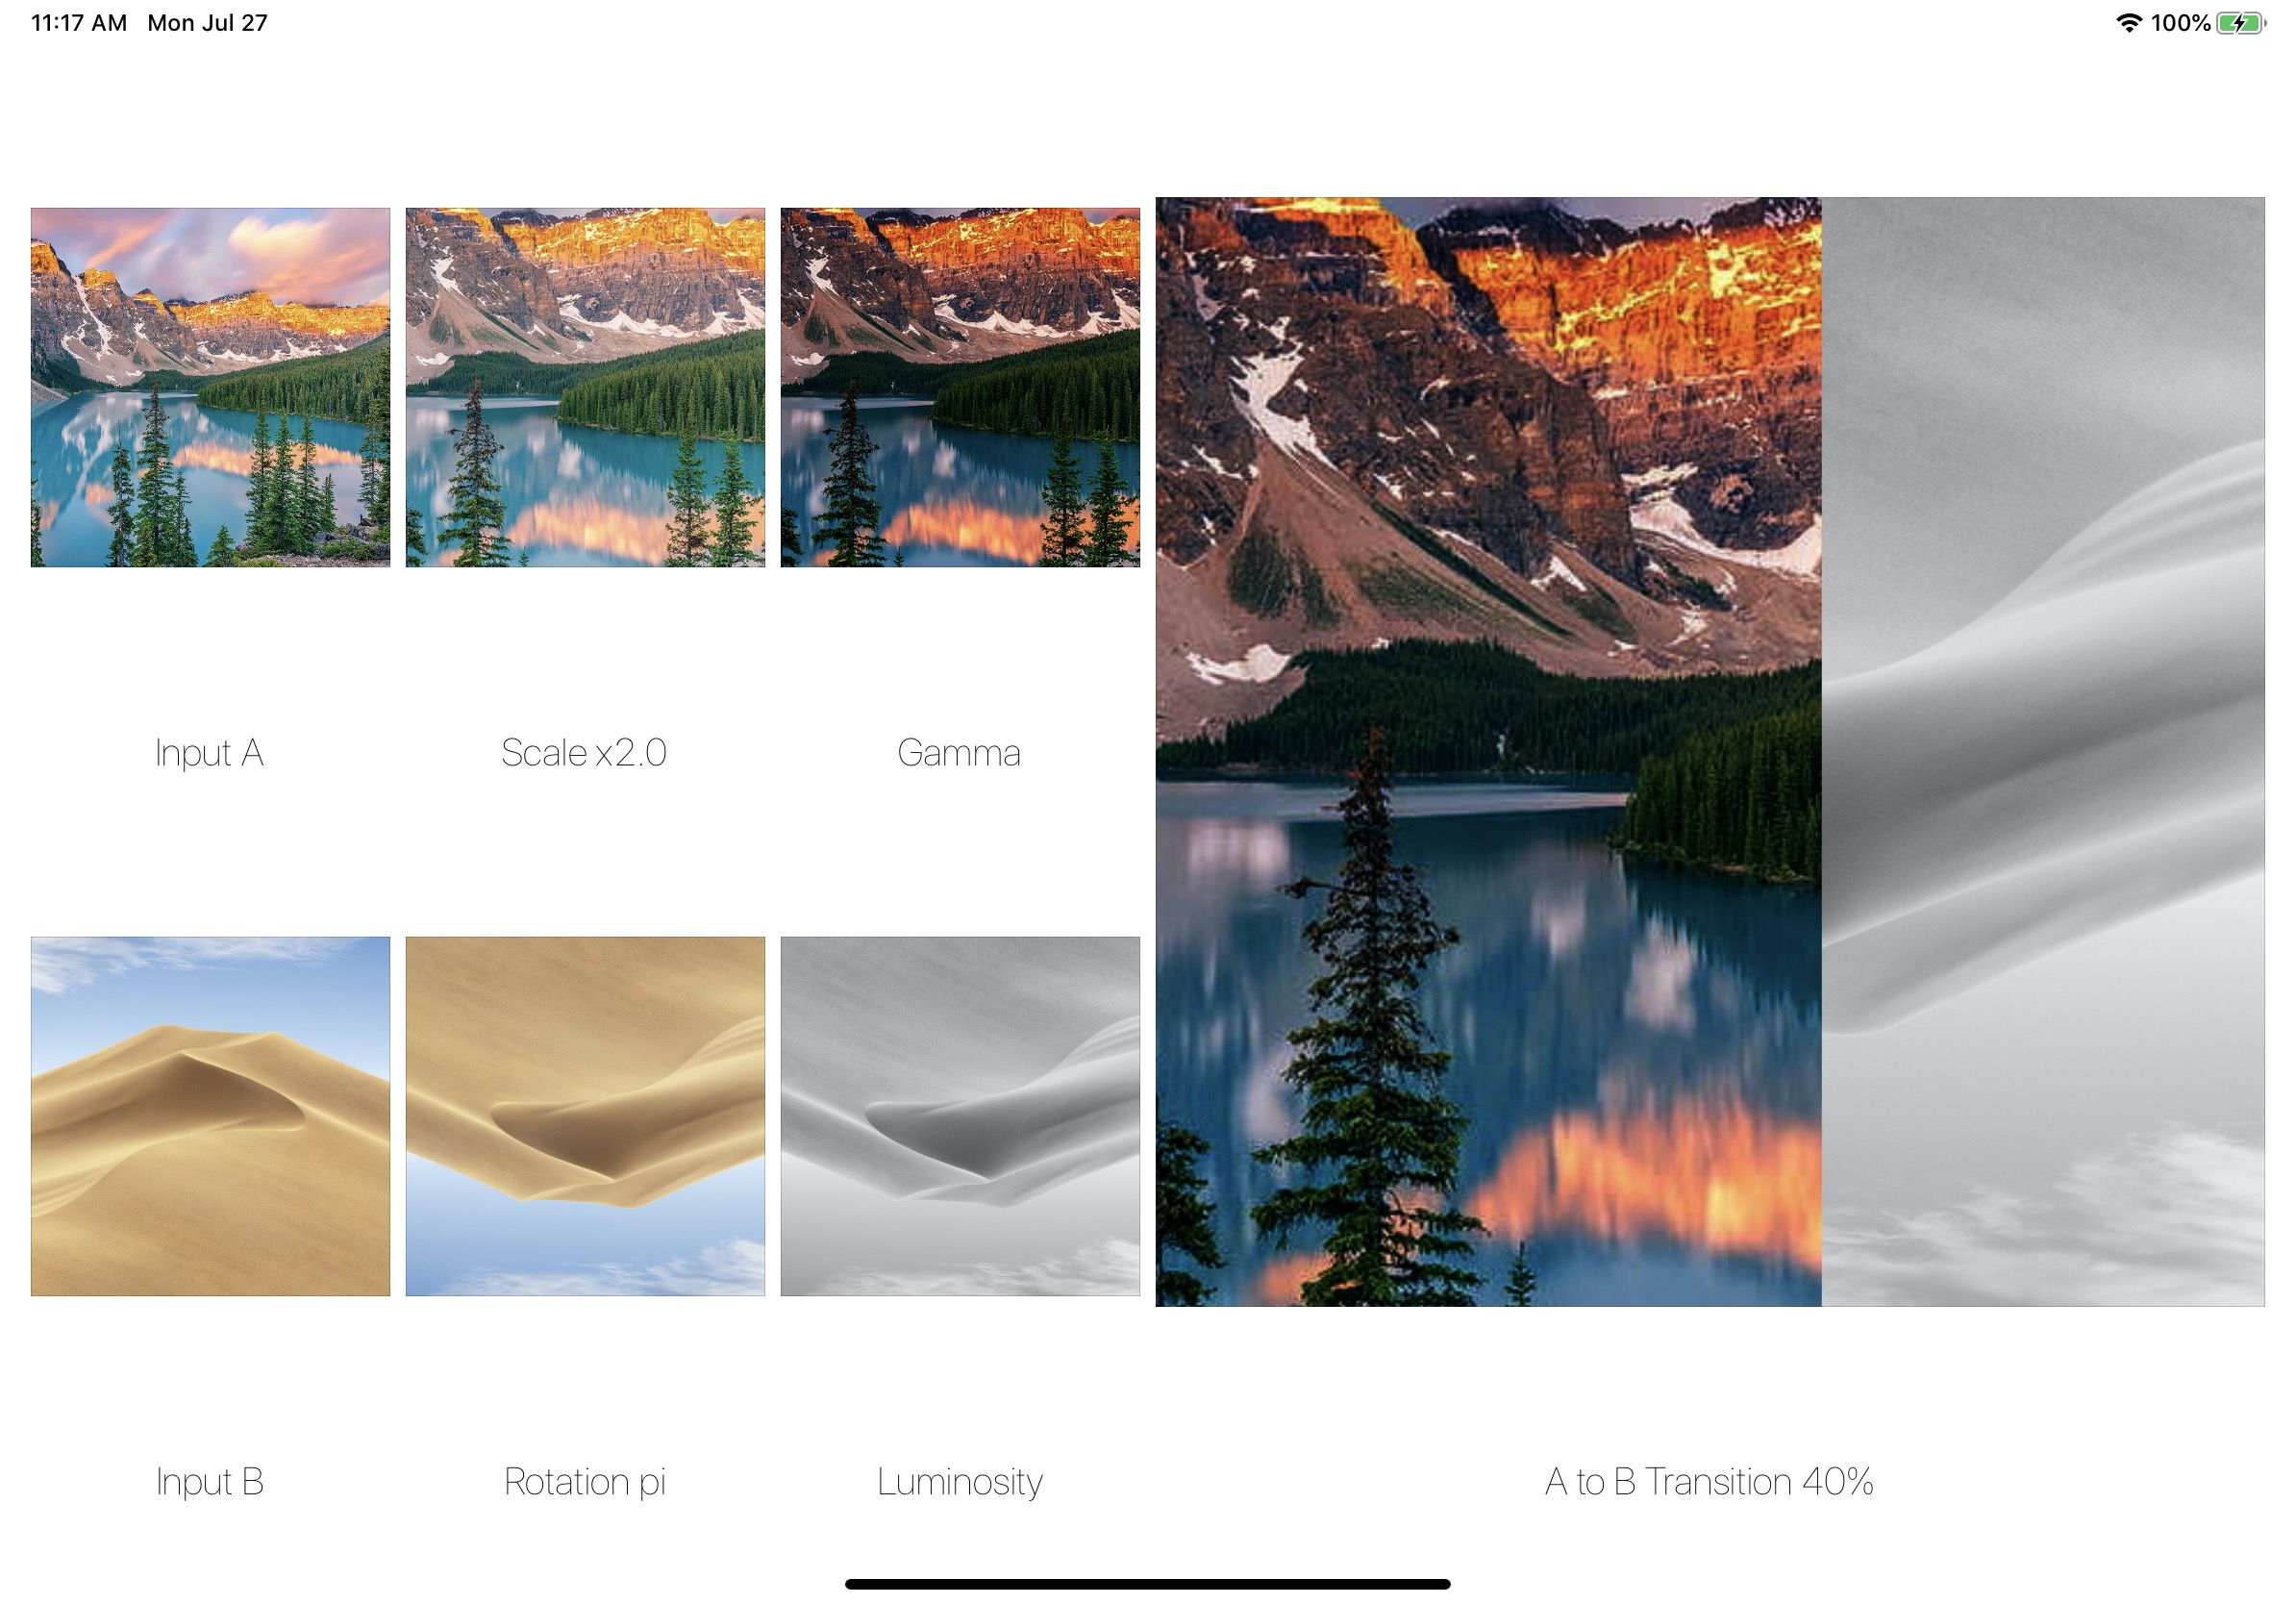 11:17 AM Mon Jul 27
100%
Input A
Scale x2.0
Gamma
Input B
Rotation pi
Luminosity
A to B Transition 40%